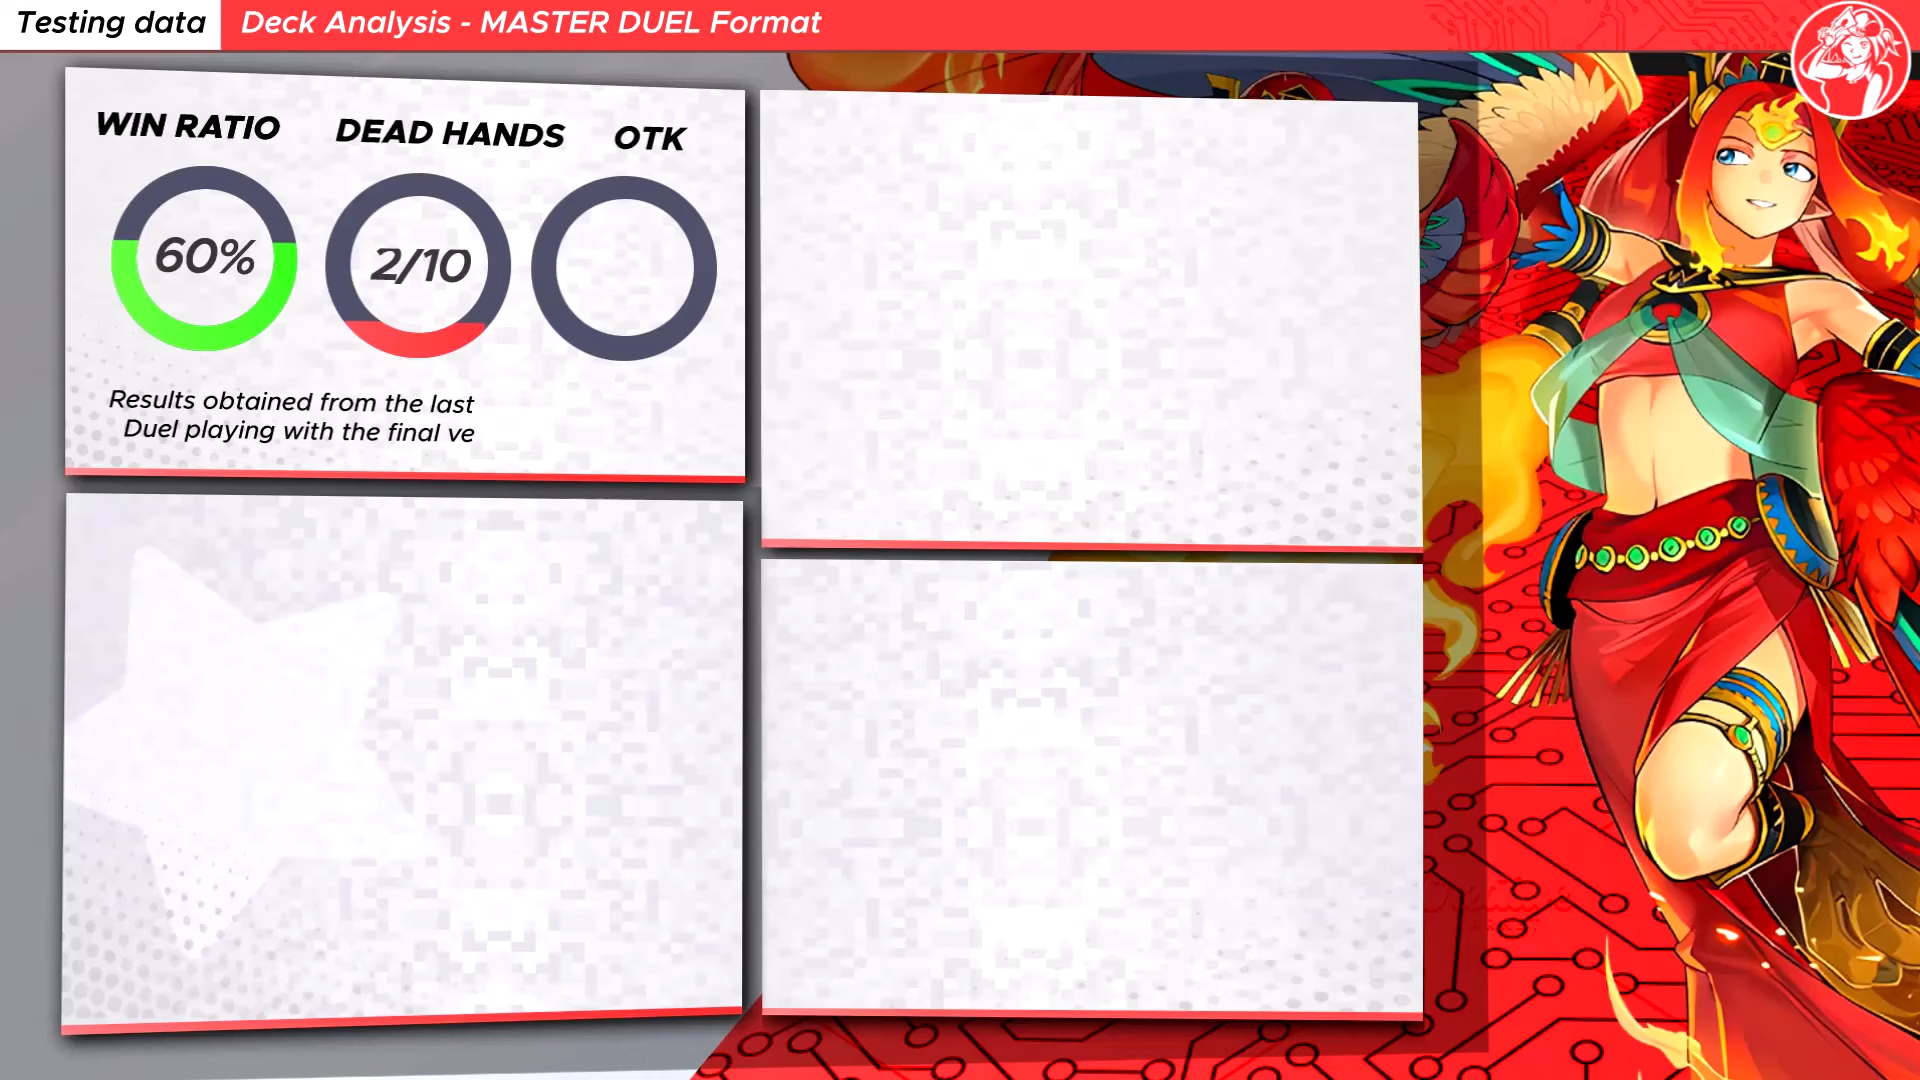 Testing data
Deck Analysis - MASTER DUEL Format
WIN RATIO
DEAD HANDS
OTK
60%
2/10
Results obtained from the last
Duel playing with the final ve